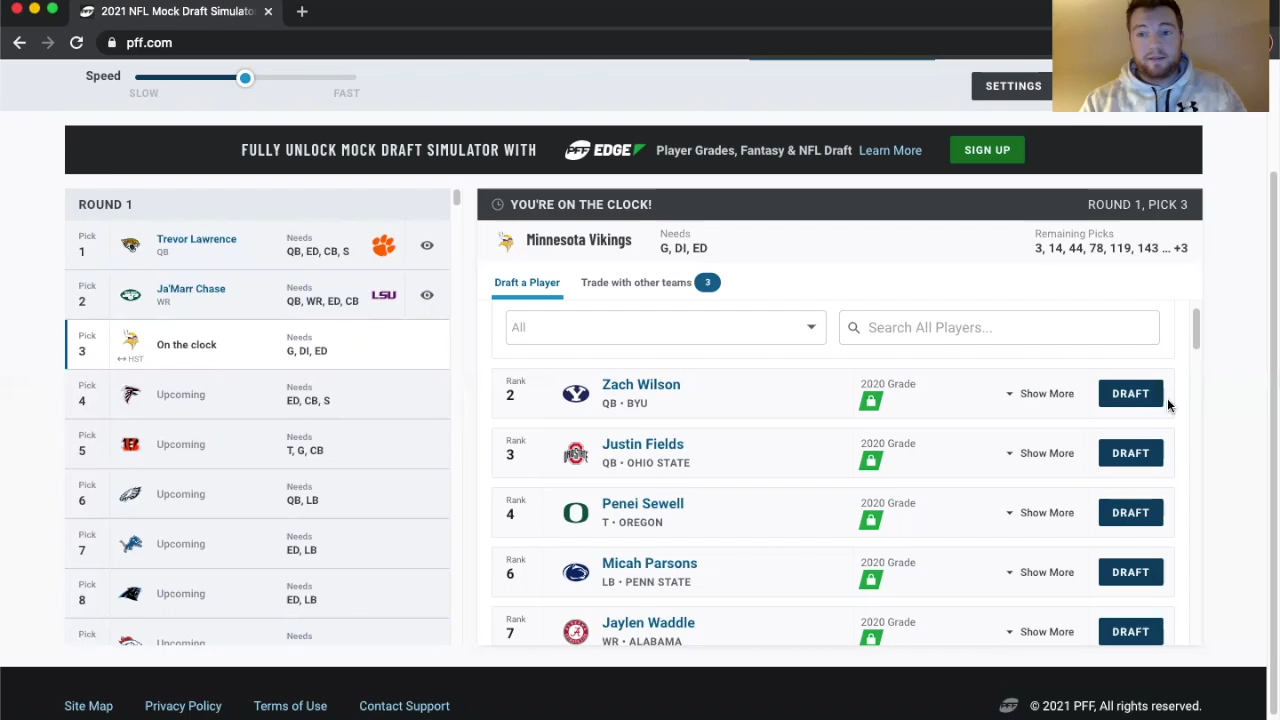 2021 NFL Mock Draft Simulato
pff.com
Speed
SLOW
FAST
SETTINGS
FULLY UNLOCK MOCK DRAFT SIMULATOR WITH
PFF EDGE
Player Grades, Fantasy & NFL Draft Learn More
SIGN UP
ROUND 1
Pick 1
Trevor Lawrence
QB
Needs
QB, ED, CB, S
Pick 2
Ja'Marr Chase
WR
Needs
QB, WR, ED, CB
LSU
Pick 3
HST
On the clock
Needs
G, DI, ED
Pick 4
Upcoming
Needs
ED, CB, S
Pick 5
Upcoming
Needs
T, G, CB
Pick 6
Upcoming
Needs
QB, LB
Pick 7
Upcoming
Needs
ED, LB
Pick 8
Upcoming
Needs
ED, LB
Pick
Upcoming
Needs
YOU'RE ON THE CLOCK!
ROUND 1, PICK 3
Minnesota Vikings
Needs
G, DI, ED
Remaining Picks
3, 14, 44, 78, 119, 143 ... +3
Draft a Player
Trade with other teams 3
All
Search All Players...
Rank 2
Zach Wilson
QB • BYU
2020 Grade
Show More
DRAFT
Rank 3
Justin Fields
QB • OHIO STATE
2020 Grade
Show More
DRAFT
Rank 4
Penei Sewell
T • OREGON
2020 Grade
Show More
DRAFT
Rank 6
Micah Parsons
LB • PENN STATE
2020 Grade
Show More
DRAFT
Rank 7
Jaylen Waddle
WR • ALABAMA
2020 Grade
Show More
DRAFT
Site Map
Privacy Policy
Terms of Use
Contact Support
© 2021 PFF, All rights reserved.